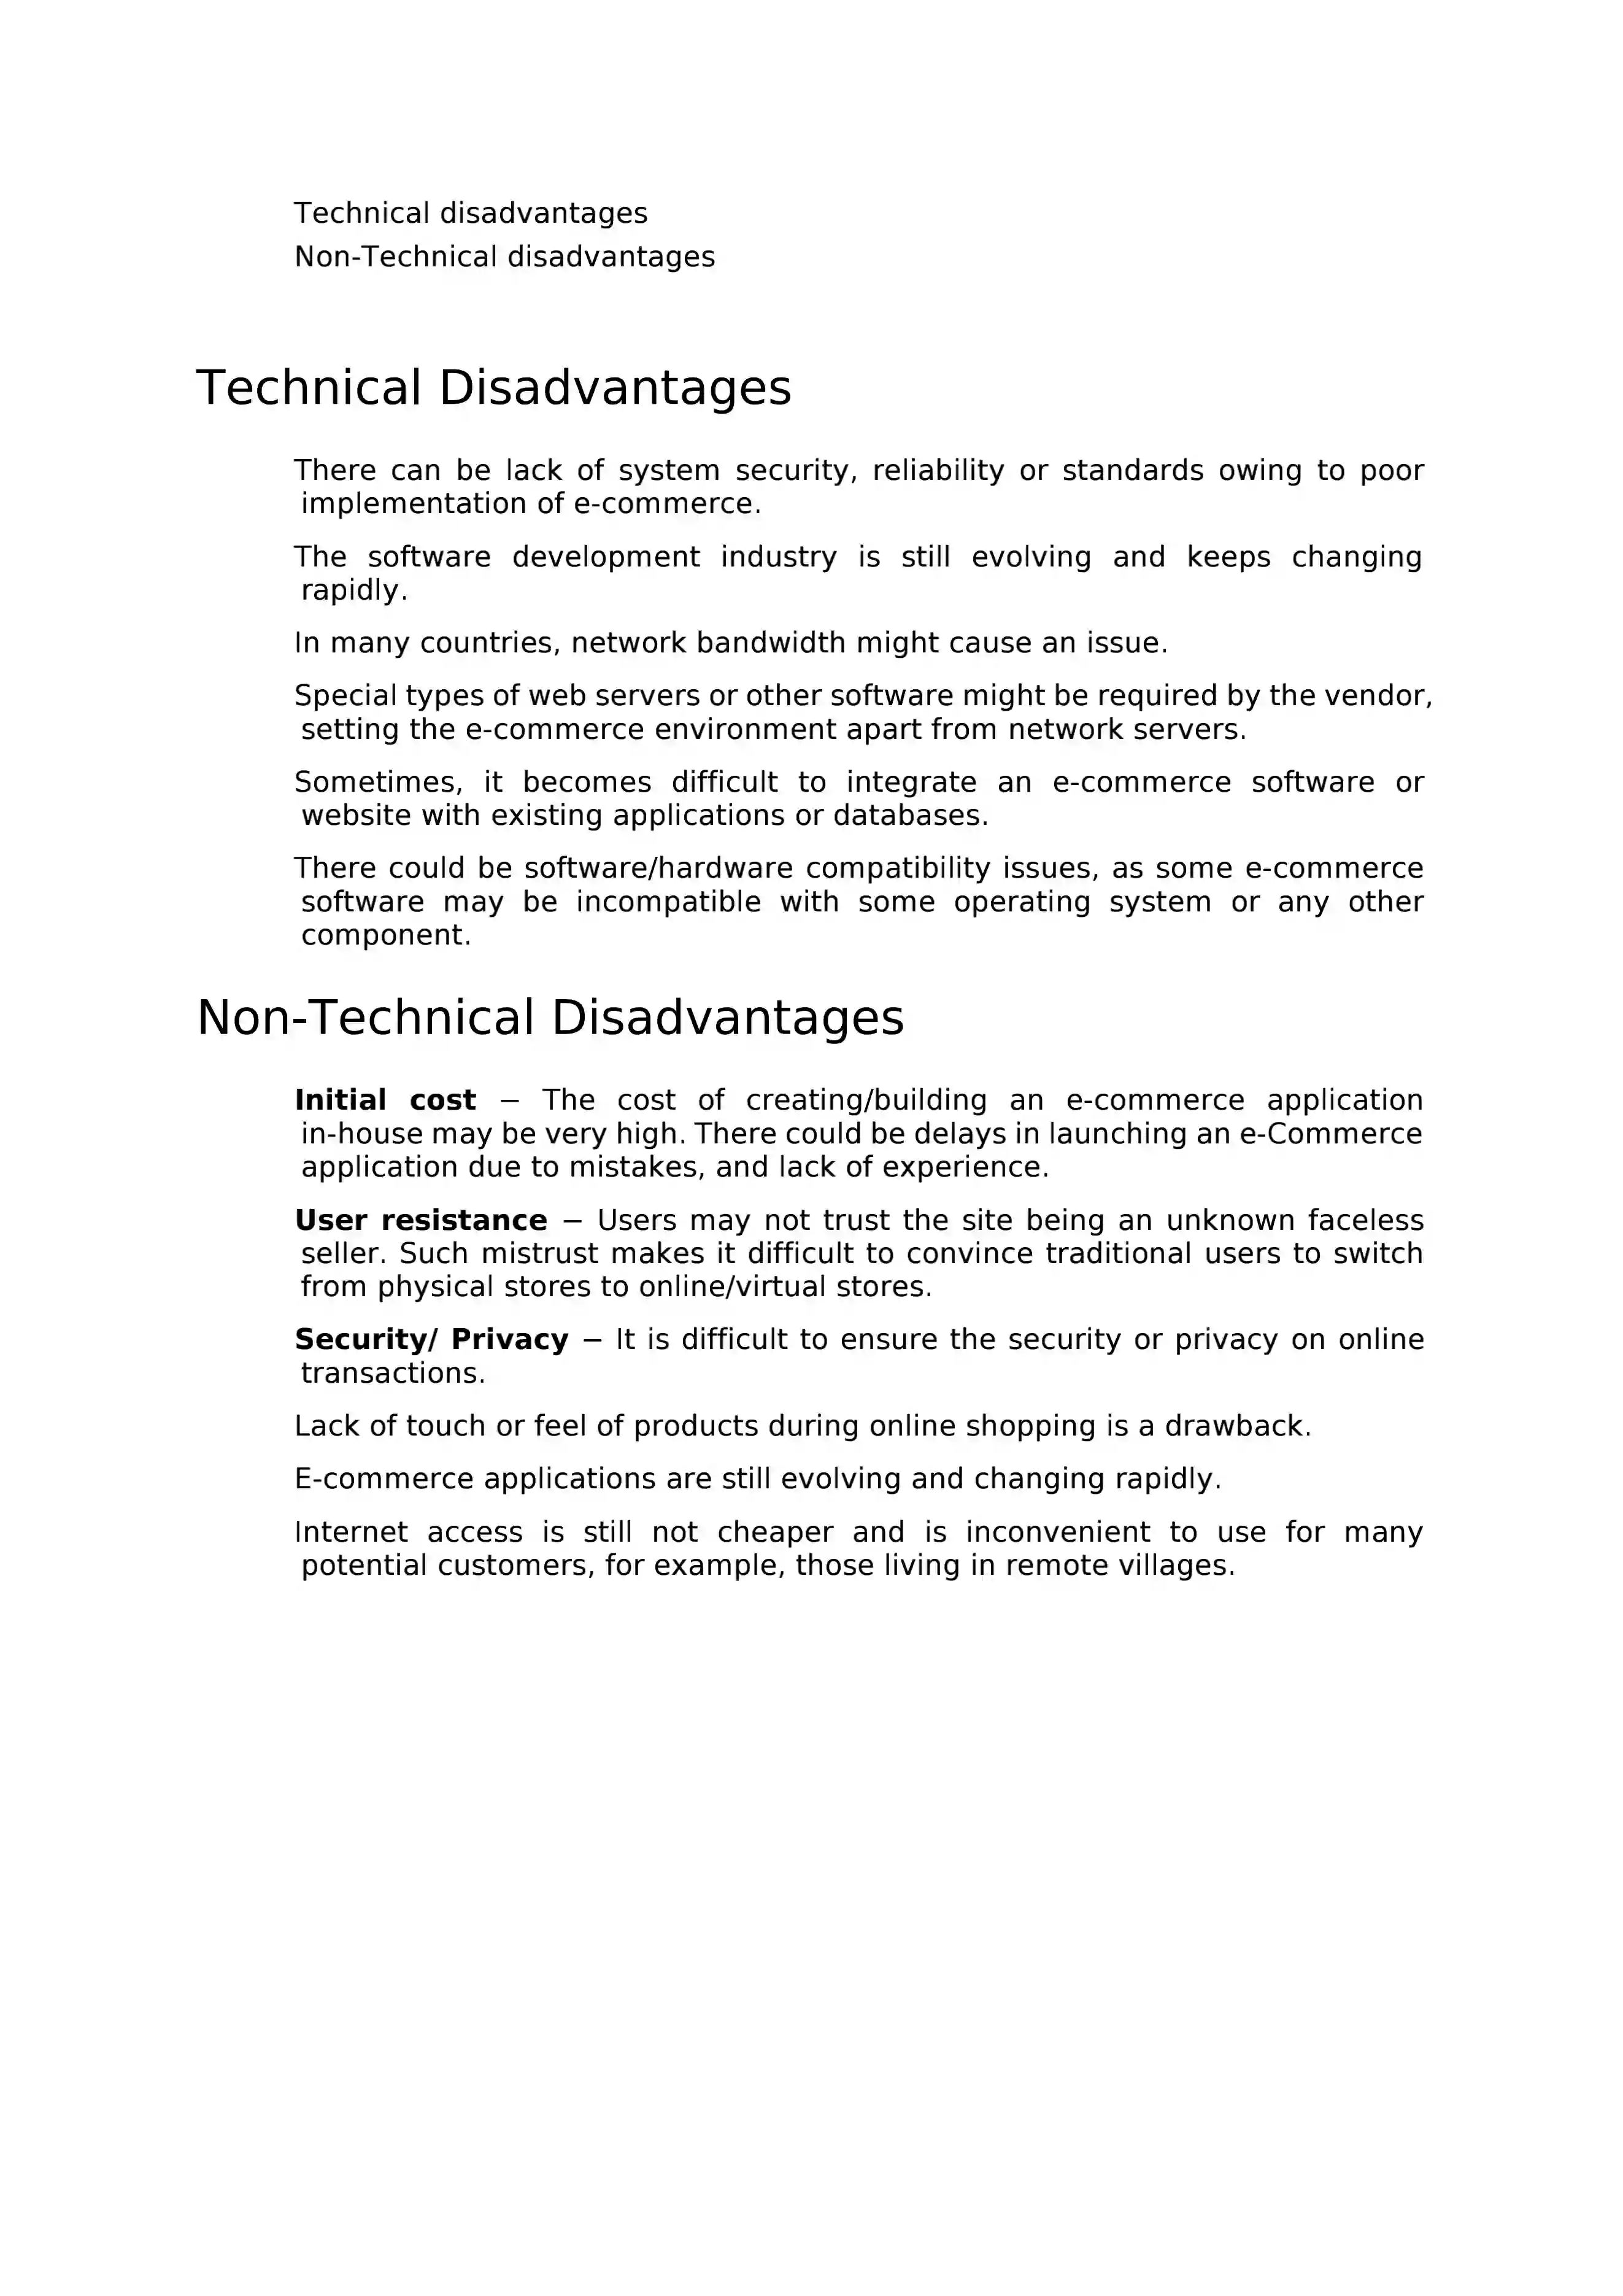 Technical disadvantages
Non-Technical disadvantages
Technical Disadvantages
There can be lack of system security, reliability or standards owing to poor
implementation of e-commerce.
The software development industry is still evolving and keeps changing
rapidly.
In many countries, network bandwidth might cause an issue.
Special types of web servers or other software might be required by the vendor,
setting the e-commerce environment apart from network servers.
Sometimes, it becomes difficult to integrate an e-commerce software or
website with existing applications or databases.
There could be software/hardware compatibility issues, as some e-commerce
software may be incompatible with some operating system or any other
component.
Non-Technical Disadvantages
Initial cost − The cost of creating/building an e-commerce application
in-house may be very high. There could be delays in launching an e-Commerce
application due to mistakes, and lack of experience.
User resistance − Users may not trust the site being an unknown faceless
seller. Such mistrust makes it difficult to convince traditional users to switch
from physical stores to online/virtual stores.
Security/ Privacy − It is difficult to ensure the security or privacy on online
transactions.
Lack of touch or feel of products during online shopping is a drawback.
E-commerce applications are still evolving and changing rapidly.
Internet access is still not cheaper and is inconvenient to use for many
potential customers, for example, those living in remote villages.